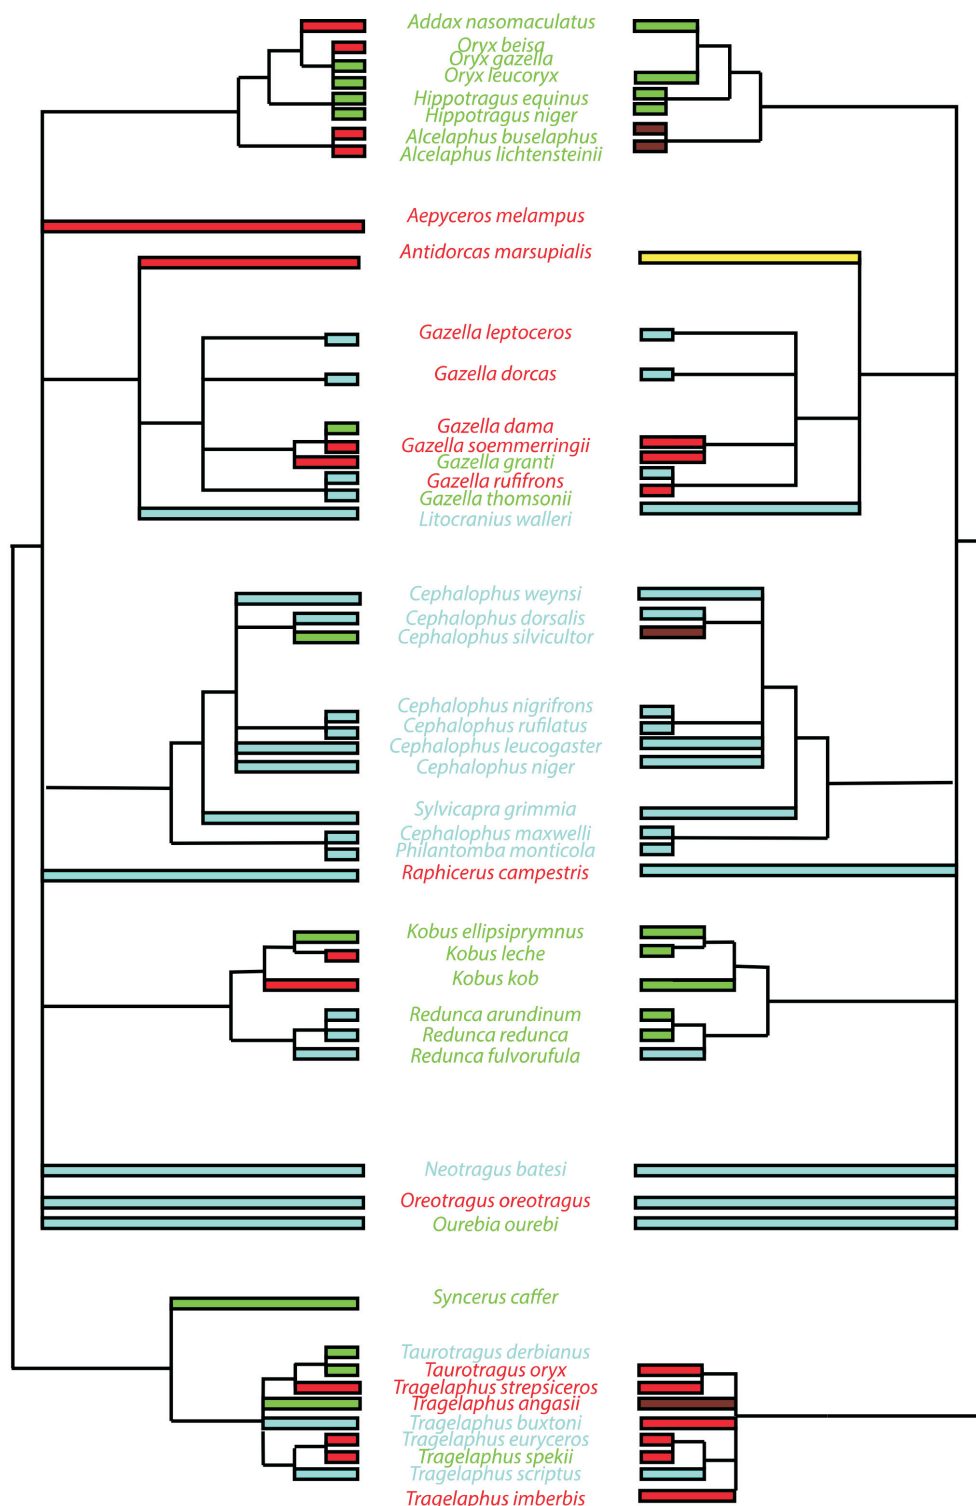 Addax nasomaculatus
Oryx beisa
Oryx gazella
Oryx leucoryx
Hippotragus equinus
Hippotragus niger
Alcelaphus buselaphus
Alcelaphus lichtensteinii
Aepyceros melampus
Antidorcas marsupialis
Gazella leptoceros
Gazella dorcas
Gazella dama
Gazella soemmerringii
Gazella granti
Gazella rufifrons
Gazella thomsonii
Litocranius walleri
Cephalophus weynsi
Cephalophus dorsalis
Cephalophus silvicultor
Cephalophus nigrifrons
Cephalophus rufilatus
Cephalophus leucogaster
Cephalophus niger
Sylvicapra grimmia
Cephalophus maxwelli
Philantomba monticola
Raphicerus campestris
Kobus ellipsiprymnus
Kobus leche
Kobus kob
Redunca arundinum
Redunca redunca
Redunca fulvorufula
Neotragus batesi
Oreotragus oreotragus
Ourebia ourebi
Syncerus caffer
Taurotragus derbianus
Taurotragus oryx
Tragelaphus strepsiceros
Tragelaphus angasii
Tragelaphus buxtoni
Tragelaphus euryceros
Tragelaphus spekii
Tragelaphus scriptus
Tragelaphus imberbis